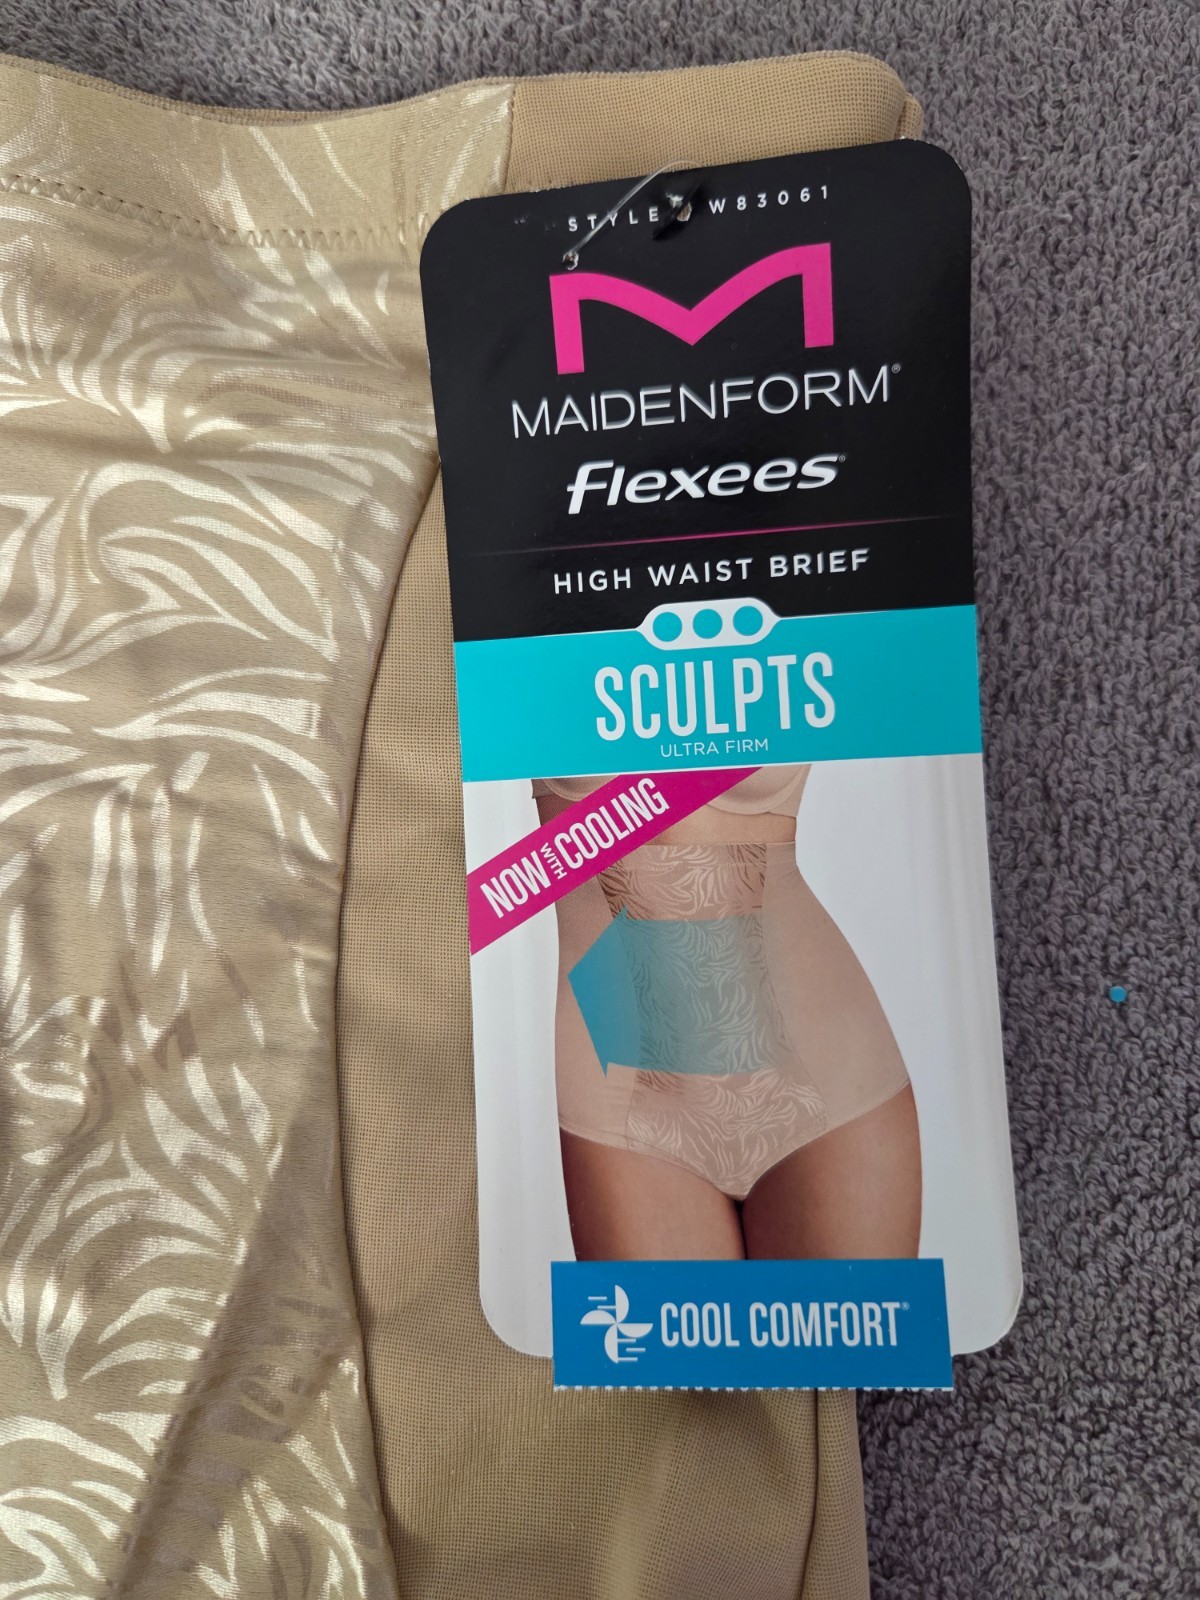 STYLE W83061
MAIDENFORM®
flexees®
HIGH WAIST BRIEF
SCULPTS
ULTRA FIRM
NOW WITH COOLING
COOL COMFORT®